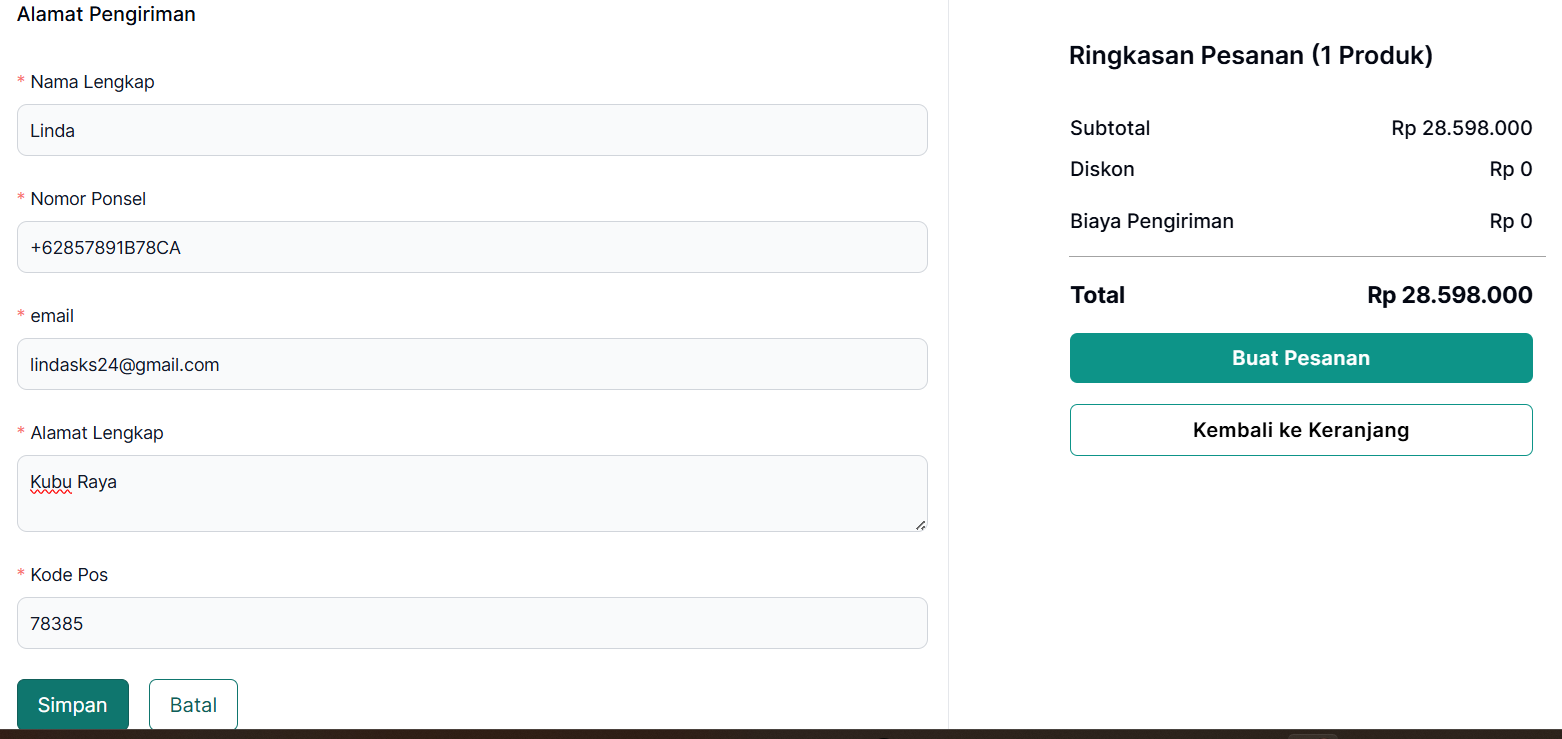 Alamat Pengiriman
* Nama Lengkap
Linda
* Nomor Ponsel
+62857891B78CA
* email
lindasks24@gmail.com
* Alamat Lengkap
Kubu Raya
* Kode Pos
78385
Simpan
Batal
Ringkasan Pesanan (1 Produk)
Subtotal Rp 28.598.000
Diskon Rp 0
Biaya Pengiriman Rp 0
Total Rp 28.598.000
Buat Pesanan
Kembali ke Keranjang